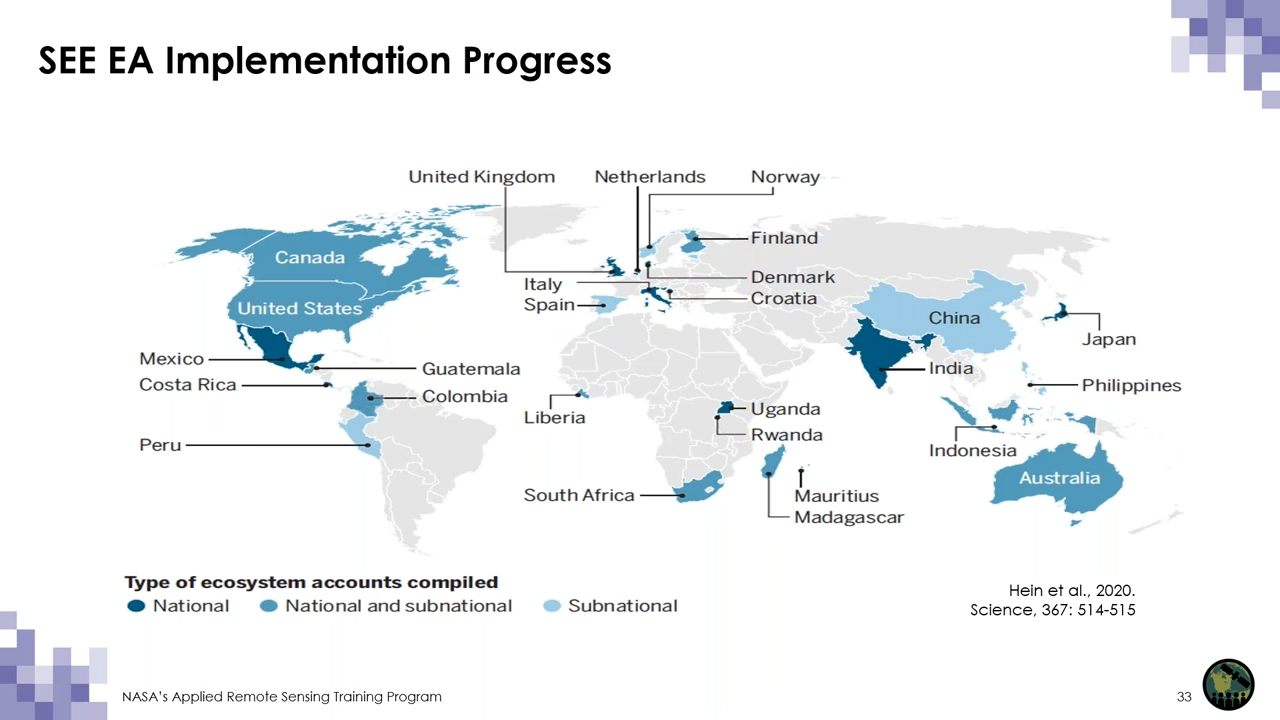 SEE EA Implementation Progress
United Kingdom
Netherlands
Norway
Finland
Canada
Denmark
Italy
Croatia
Spain
United States
China
Japan
Mexico
Guatemala
India
Costa Rica
Philippines
Colombia
Uganda
Liberia
Rwanda
Peru
Indonesia
Australia
South Africa
Mauritius
Madagascar
Type of ecosystem accounts compiled
National
National and subnational
Subnational
Hein et al., 2020.
Science, 367: 514-515
NASA's Applied Remote Sensing Training Program
33